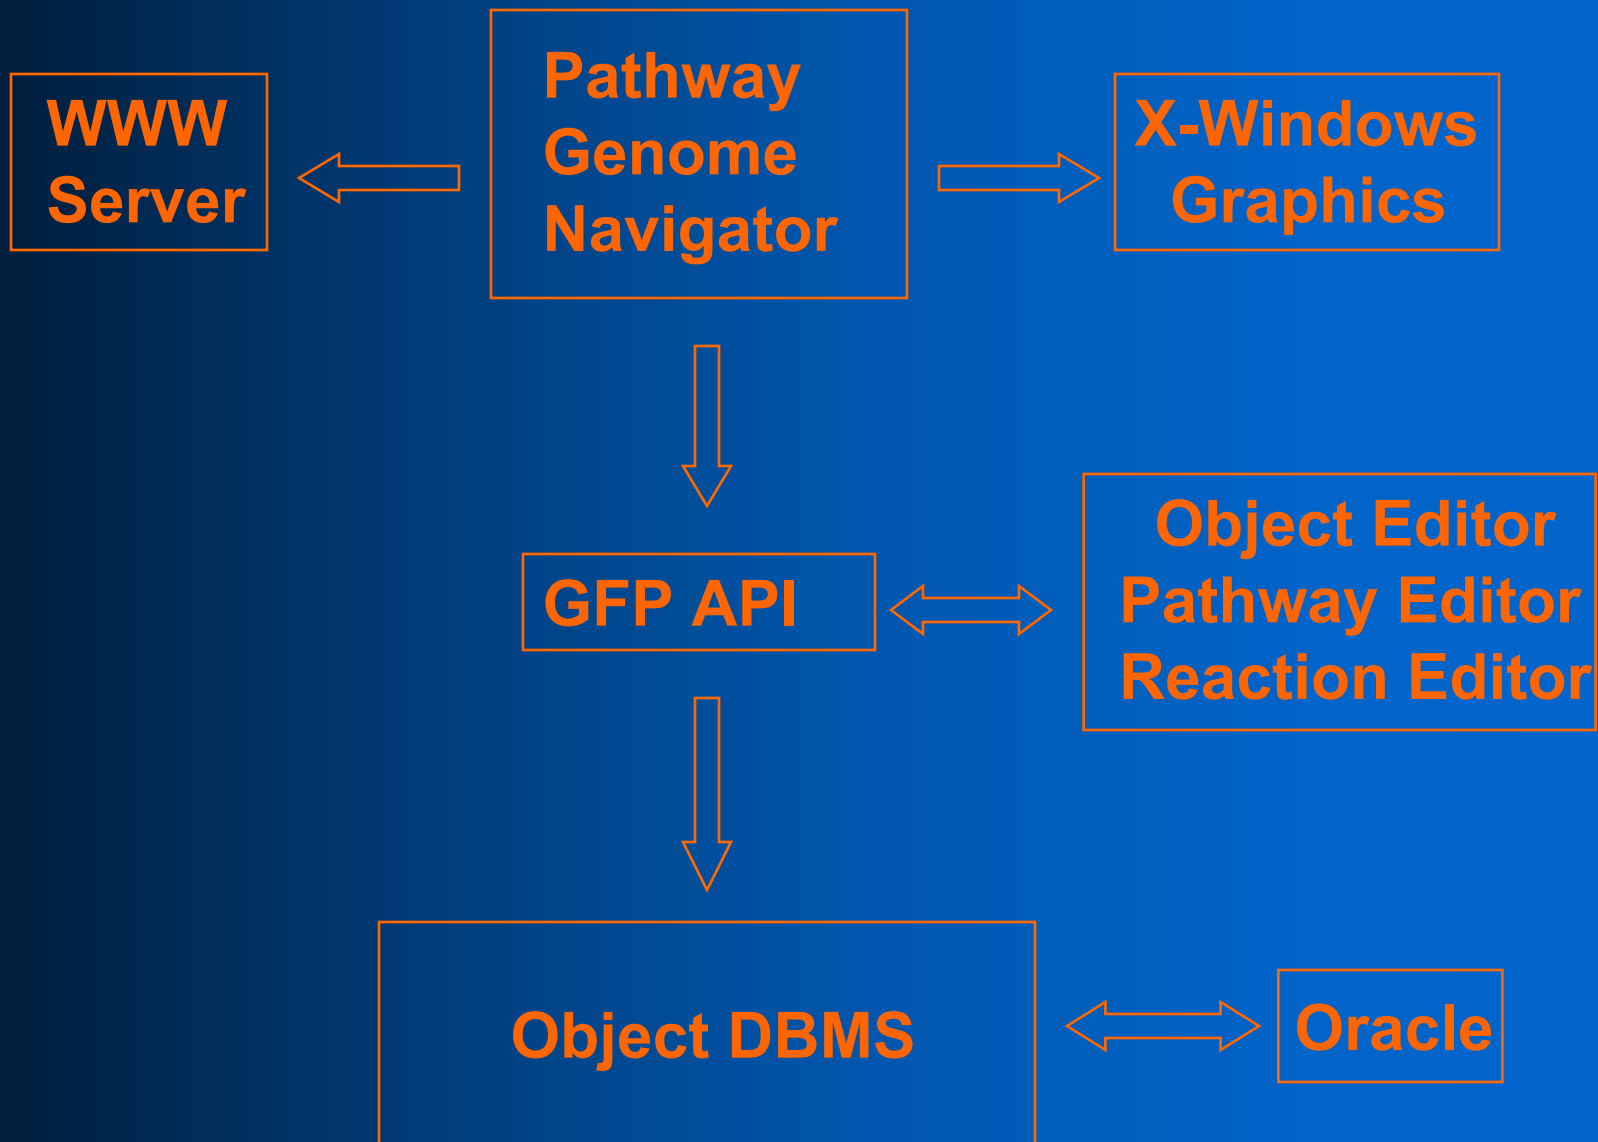 WWW
Server
Pathway
Genome
Navigator
X-Windows
Graphics
GFP API
Object Editor
Pathway Editor
Reaction Editor
Object DBMS
Oracle